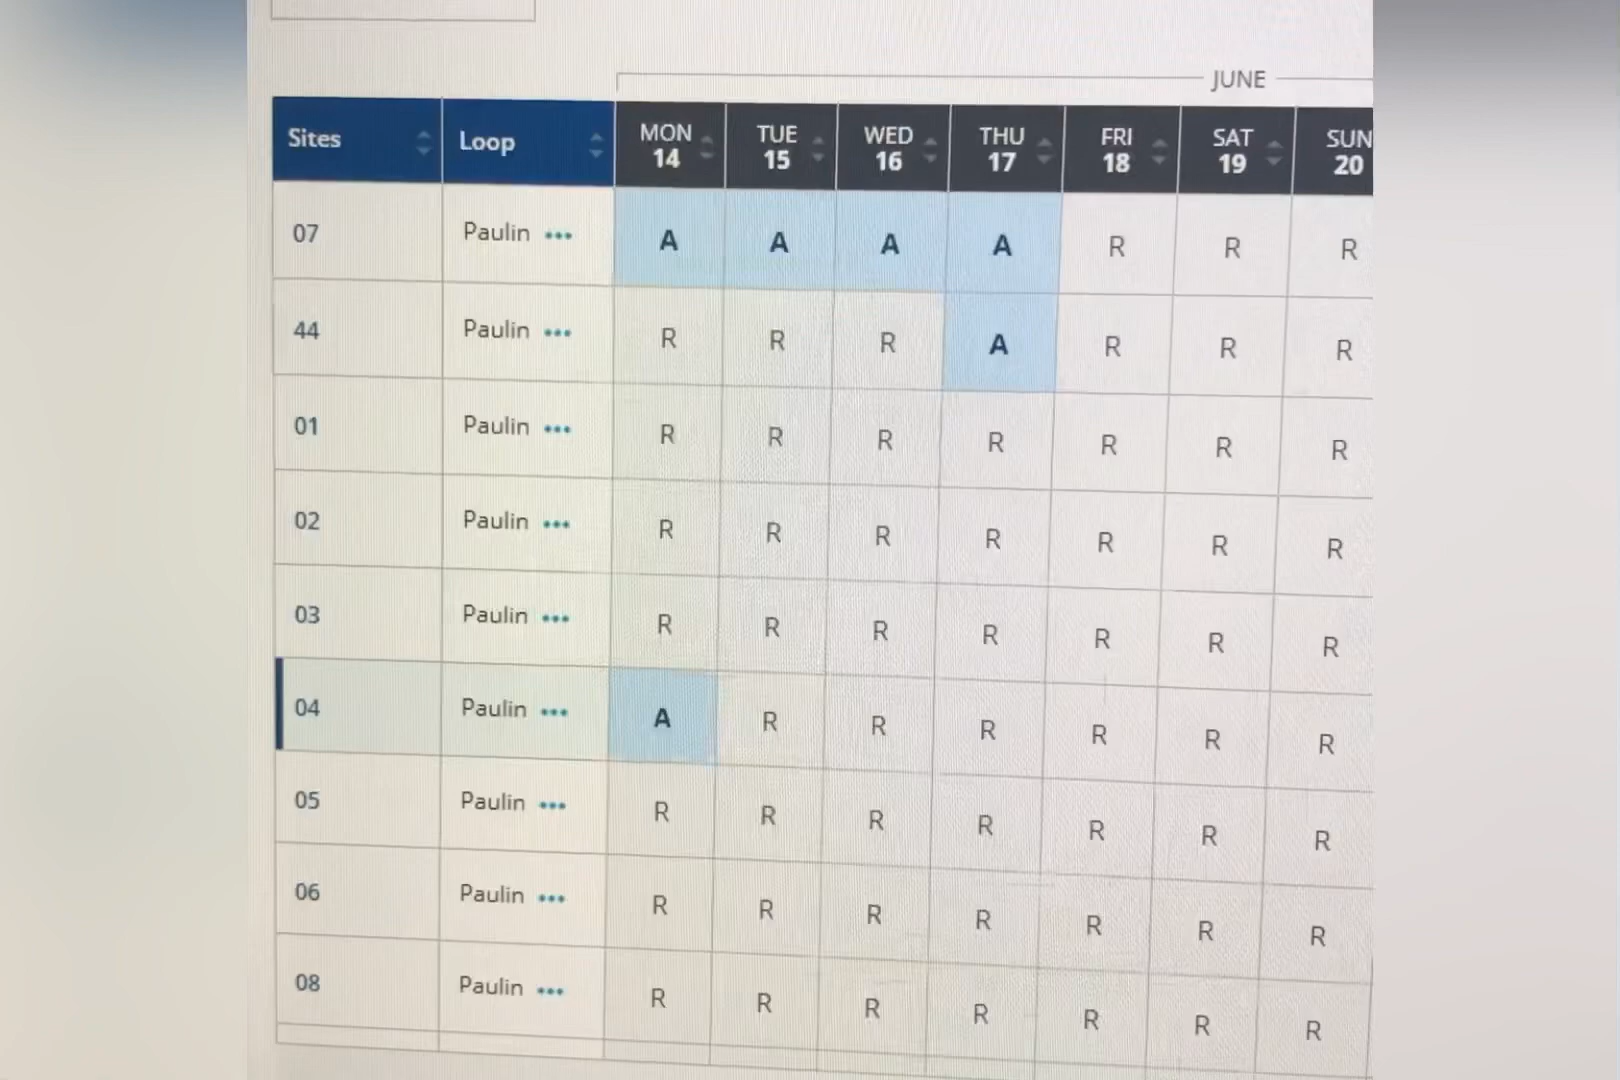 JUNE
Sites Loop MON 14 TUE 15 WED 16 THU 17 FRI 18 SAT 19 SUN 20
07 Paulin ••• A A A A R R R
44 Paulin ••• R R R A R R R
01 Paulin ••• R R R R R R R
02 Paulin ••• R R R R R R R
03 Paulin ••• R R R R R R R
04 Paulin ••• A R R R R R R
05 Paulin ••• R R R R R R R
06 Paulin ••• R R R R R R R
08 Paulin ••• R R R R R R R